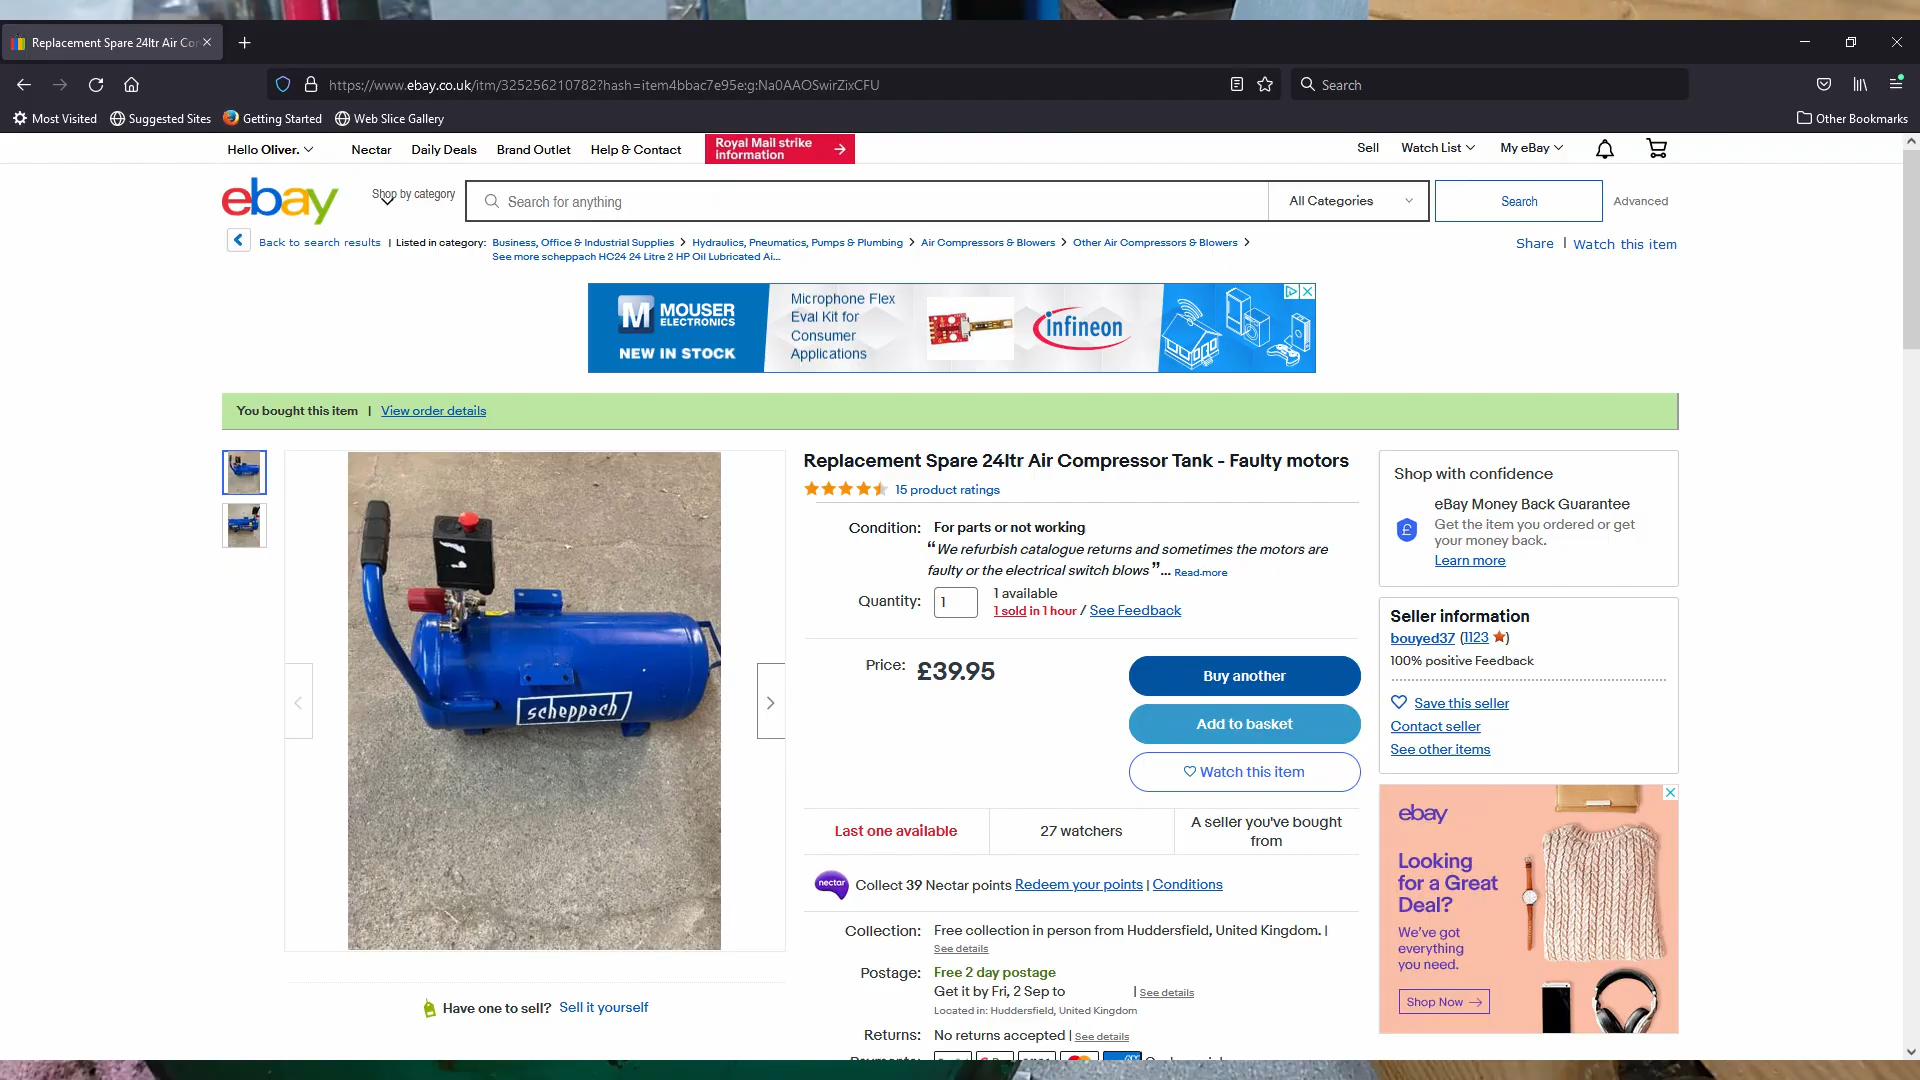 Replacement Spare 24ltr Air Co
https://www.ebay.co.uk/itm/325256210782?hash=item4bbac7e95e:g:Na0AAOSwirZixCFU
Search
Most Visited
Suggested Sites
Getting Started
Web Slice Gallery
Other Bookmarks
Hello Oliver.
Nectar
Daily Deals
Brand Outlet
Help & Contact
Royal Mail strike
information
Sell
Watch List
My eBay
ebay
Shop by category
Search for anything
All Categories
Search
Advanced
Back to search results | Listed in category:
Business, Office & Industrial Supplies
Hydraulics, Pneumatics, Pumps & Plumbing
Air Compressors & Blowers
Other Air Compressors & Blowers
See more scheppach HC24 24 Litre 2 HP Oil Lubricated Ai...
Share | Watch this item
M MOUSER
ELECTRONICS
NEW IN STOCK
Microphone Flex
Eval Kit for
Consumer
Applications
infineon
You bought this item | View order details
scheppach
Have one to sell? Sell it yourself
Replacement Spare 24ltr Air Compressor Tank - Faulty motors
15 product ratings
Condition: For parts or not working
“We refurbish catalogue returns and sometimes the motors are
faulty or the electrical switch blows”... Read more
Quantity: 1
1 available
1 sold in 1 hour / See Feedback
Price: £39.95
Buy another
Add to basket
Watch this item
Last one available
27 watchers
A seller you've bought
from
nectar
Collect 39 Nectar points Redeem your points | Conditions
Collection: Free collection in person from Huddersfield, United Kingdom. |
See details
Postage: Free 2 day postage
Get it by Fri, 2 Sep to | See details
Located in: Huddersfield, United Kingdom
Returns: No returns accepted | See details
Shop with confidence
eBay Money Back Guarantee
Get the item you ordered or get
your money back.
Learn more
Seller information
bouyed37 (1123)
100% positive Feedback
Save this seller
Contact seller
See other items
ebay
Looking
for a Great
Deal?
We've got
everything
you need.
Shop Now